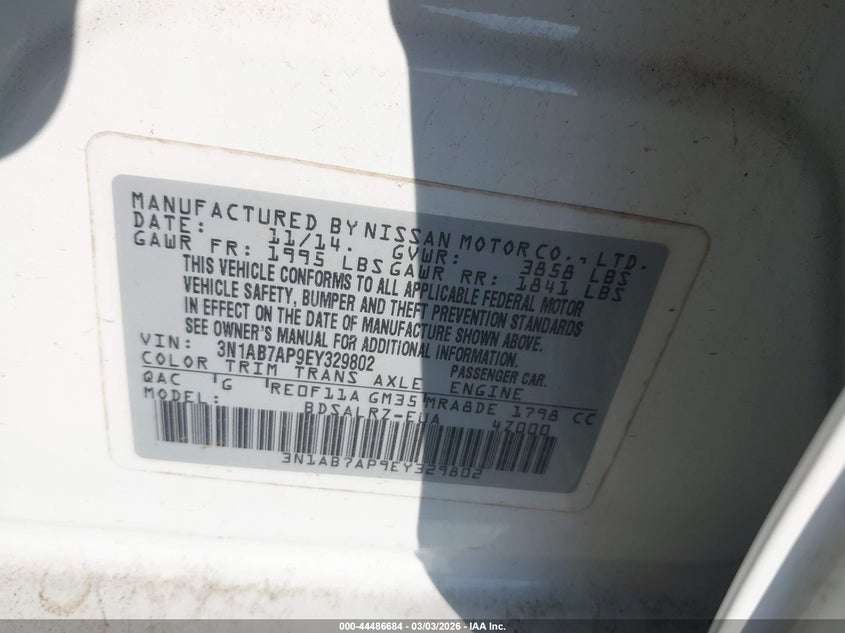 MANUFACTURED BY NISSAN MOTOR CO., LTD.
DATE: 11/14. GVWR: 3858 LBS
GAWR FR: 1995 LBS GAWR RR: 1841 LBS
THIS VEHICLE CONFORMS TO ALL APPLICABLE FEDERAL MOTOR
VEHICLE SAFETY, BUMPER AND THEFT PREVENTION STANDARDS
IN EFFECT ON THE DATE OF MANUFACTURE SHOWN ABOVE.
SEE OWNER'S MANUAL FOR ADDITIONAL INFORMATION.
VIN: 3N1AB7AP9EY329802 PASSENGER CAR.
COLOR TRIM TRANS AXLE ENGINE
QAC G RE0F11A GM35 MRA8DE 1798 CC
MODEL: BDSALRZ-EUA 4Z000
3N1AB7AP9EY329802
000-44486684 | 03/03/2026 - IAA Inc.